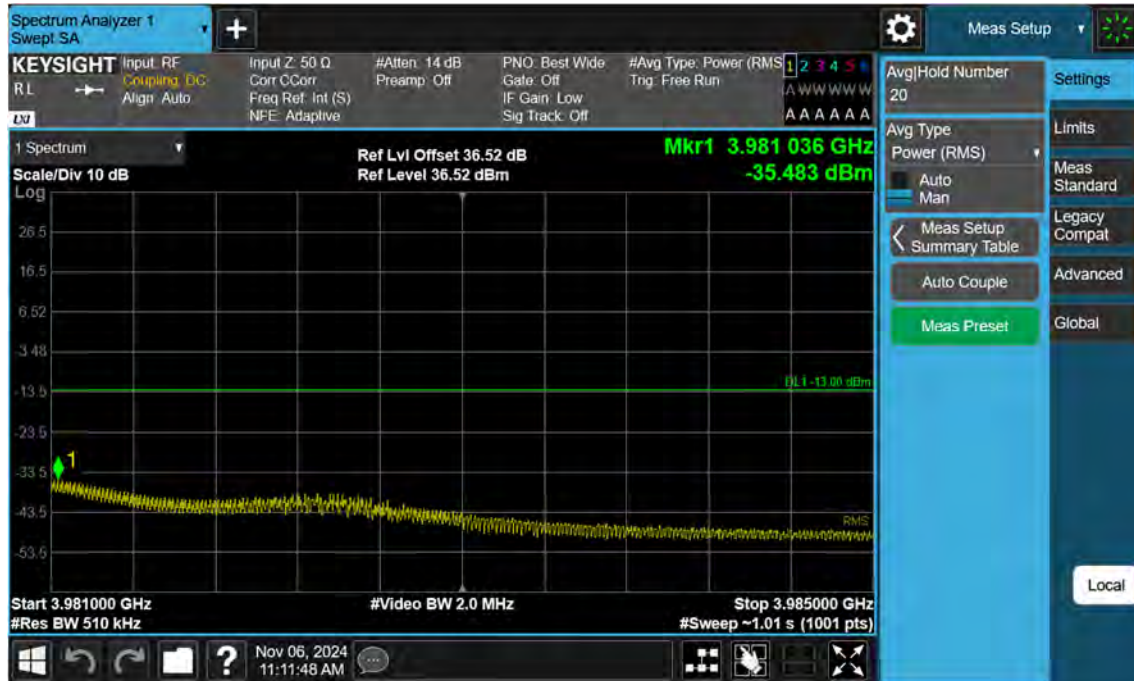 Spectrum Analyzer 1
Swept SA
+
Meas Setup
KEYSIGHT
RL
LXI
Input: RF
Coupling: DC
Align: Auto
Input Z: 50 Ω
Corr CCorr
Freq Ref: Int (S)
NFE: Adaptive
#Atten: 14 dB
Preamp: Off
PNO: Best Wide
Gate: Off
IF Gain: Low
Sig Track: Off
#Avg Type: Power (RMS
Trig: Free Run
1 2 3 4 5 6
A W W W W W
A A A A A A
1 Spectrum
Scale/Div 10 dB
Log
Ref Lvl Offset 36.52 dB
Ref Level 36.52 dBm
Mkr1 3.981 036 GHz
-35.483 dBm
26.5
16.5
6.52
-3.48
-13.5
-23.5
-33.5
-43.5
-53.5
DL1 -13.00 dBm
1
RMS
Start 3.981000 GHz
#Res BW 510 kHz
#Video BW 2.0 MHz
Stop 3.985000 GHz
#Sweep ~1.01 s (1001 pts)
?
Nov 06, 2024
11:11:48 AM
Avg|Hold Number
20
Avg Type
Power (RMS)
Auto
Man
Meas Setup
Summary Table
Auto Couple
Meas Preset
Settings
Limits
Meas
Standard
Legacy
Compat
Advanced
Global
Local